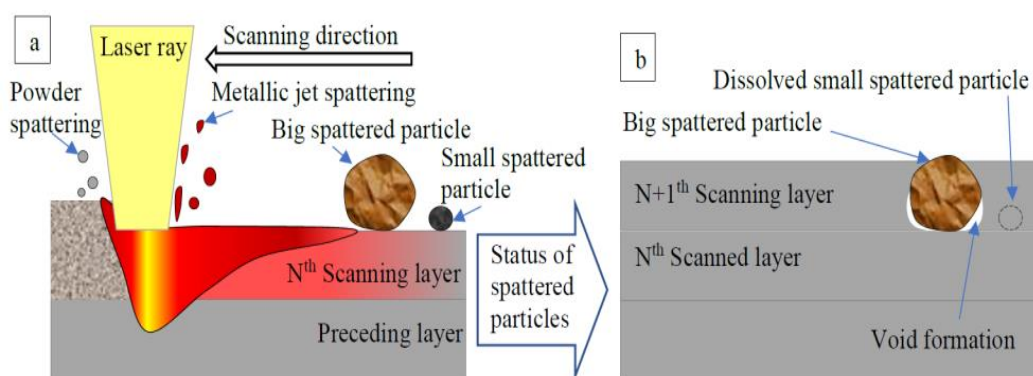 a
Laser ray
Scanning direction
Powder
spattering
Metallic jet spattering
Big spattered particle
Small spattered
particle
Nth Scanning layer
Preceding layer
Status of
spattered
particles
b
Dissolved small spattered particle
Big spattered particle
N+1th Scanning layer
Nth Scanned layer
Void formation